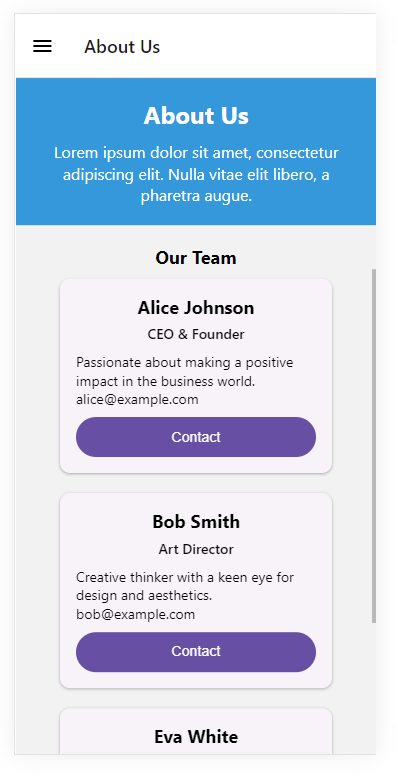 About Us
About Us
Lorem ipsum dolor sit amet, consectetur
adipiscing elit. Nulla vitae elit libero, a
pharetra augue.
Our Team
Alice Johnson
CEO & Founder
Passionate about making a positive
impact in the business world.
alice@example.com
Contact
Bob Smith
Art Director
Creative thinker with a keen eye for
design and aesthetics.
bob@example.com
Contact
Eva White